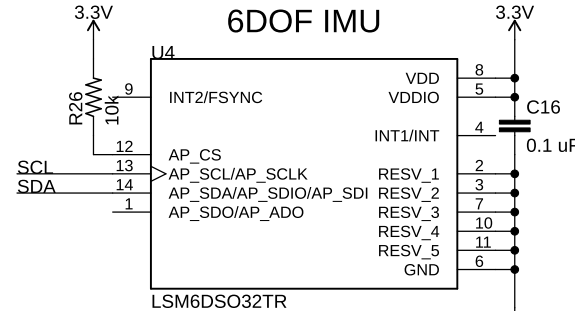 3.3V
6DOF IMU
3.3V
U4
R26
10k
9 INT2/FSYNC
12 AP_CS
SCL 13 AP_SCL/AP_SCLK
SDA 14 AP_SDA/AP_SDIO/AP_SDI
1 AP_SDO/AP_ADO
VDD 8
VDDIO 5
INT1/INT 4
RESV_1 2
RESV_2 3
RESV_3 7
RESV_4 10
RESV_5 11
GND 6
C16
0.1 uF
LSM6DSO32TR